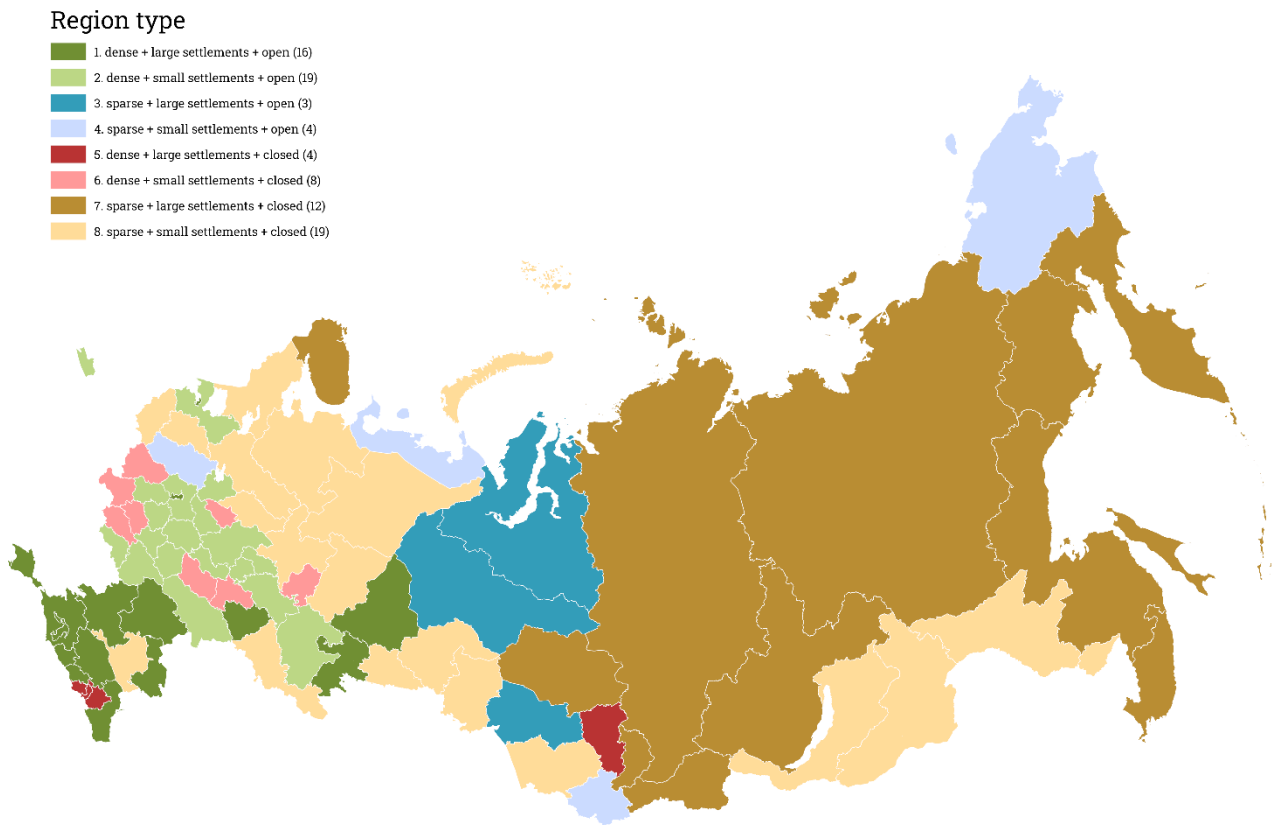 Region type
1. dense + large settlements + open (16)
2. dense + small settlements + open (19)
3. sparse + large settlements + open (3)
4. sparse + small settlements + open (4)
5. dense + large settlements + closed (4)
6. dense + small settlements + closed (8)
7. sparse + large settlements + closed (12)
8. sparse + small settlements + closed (19)